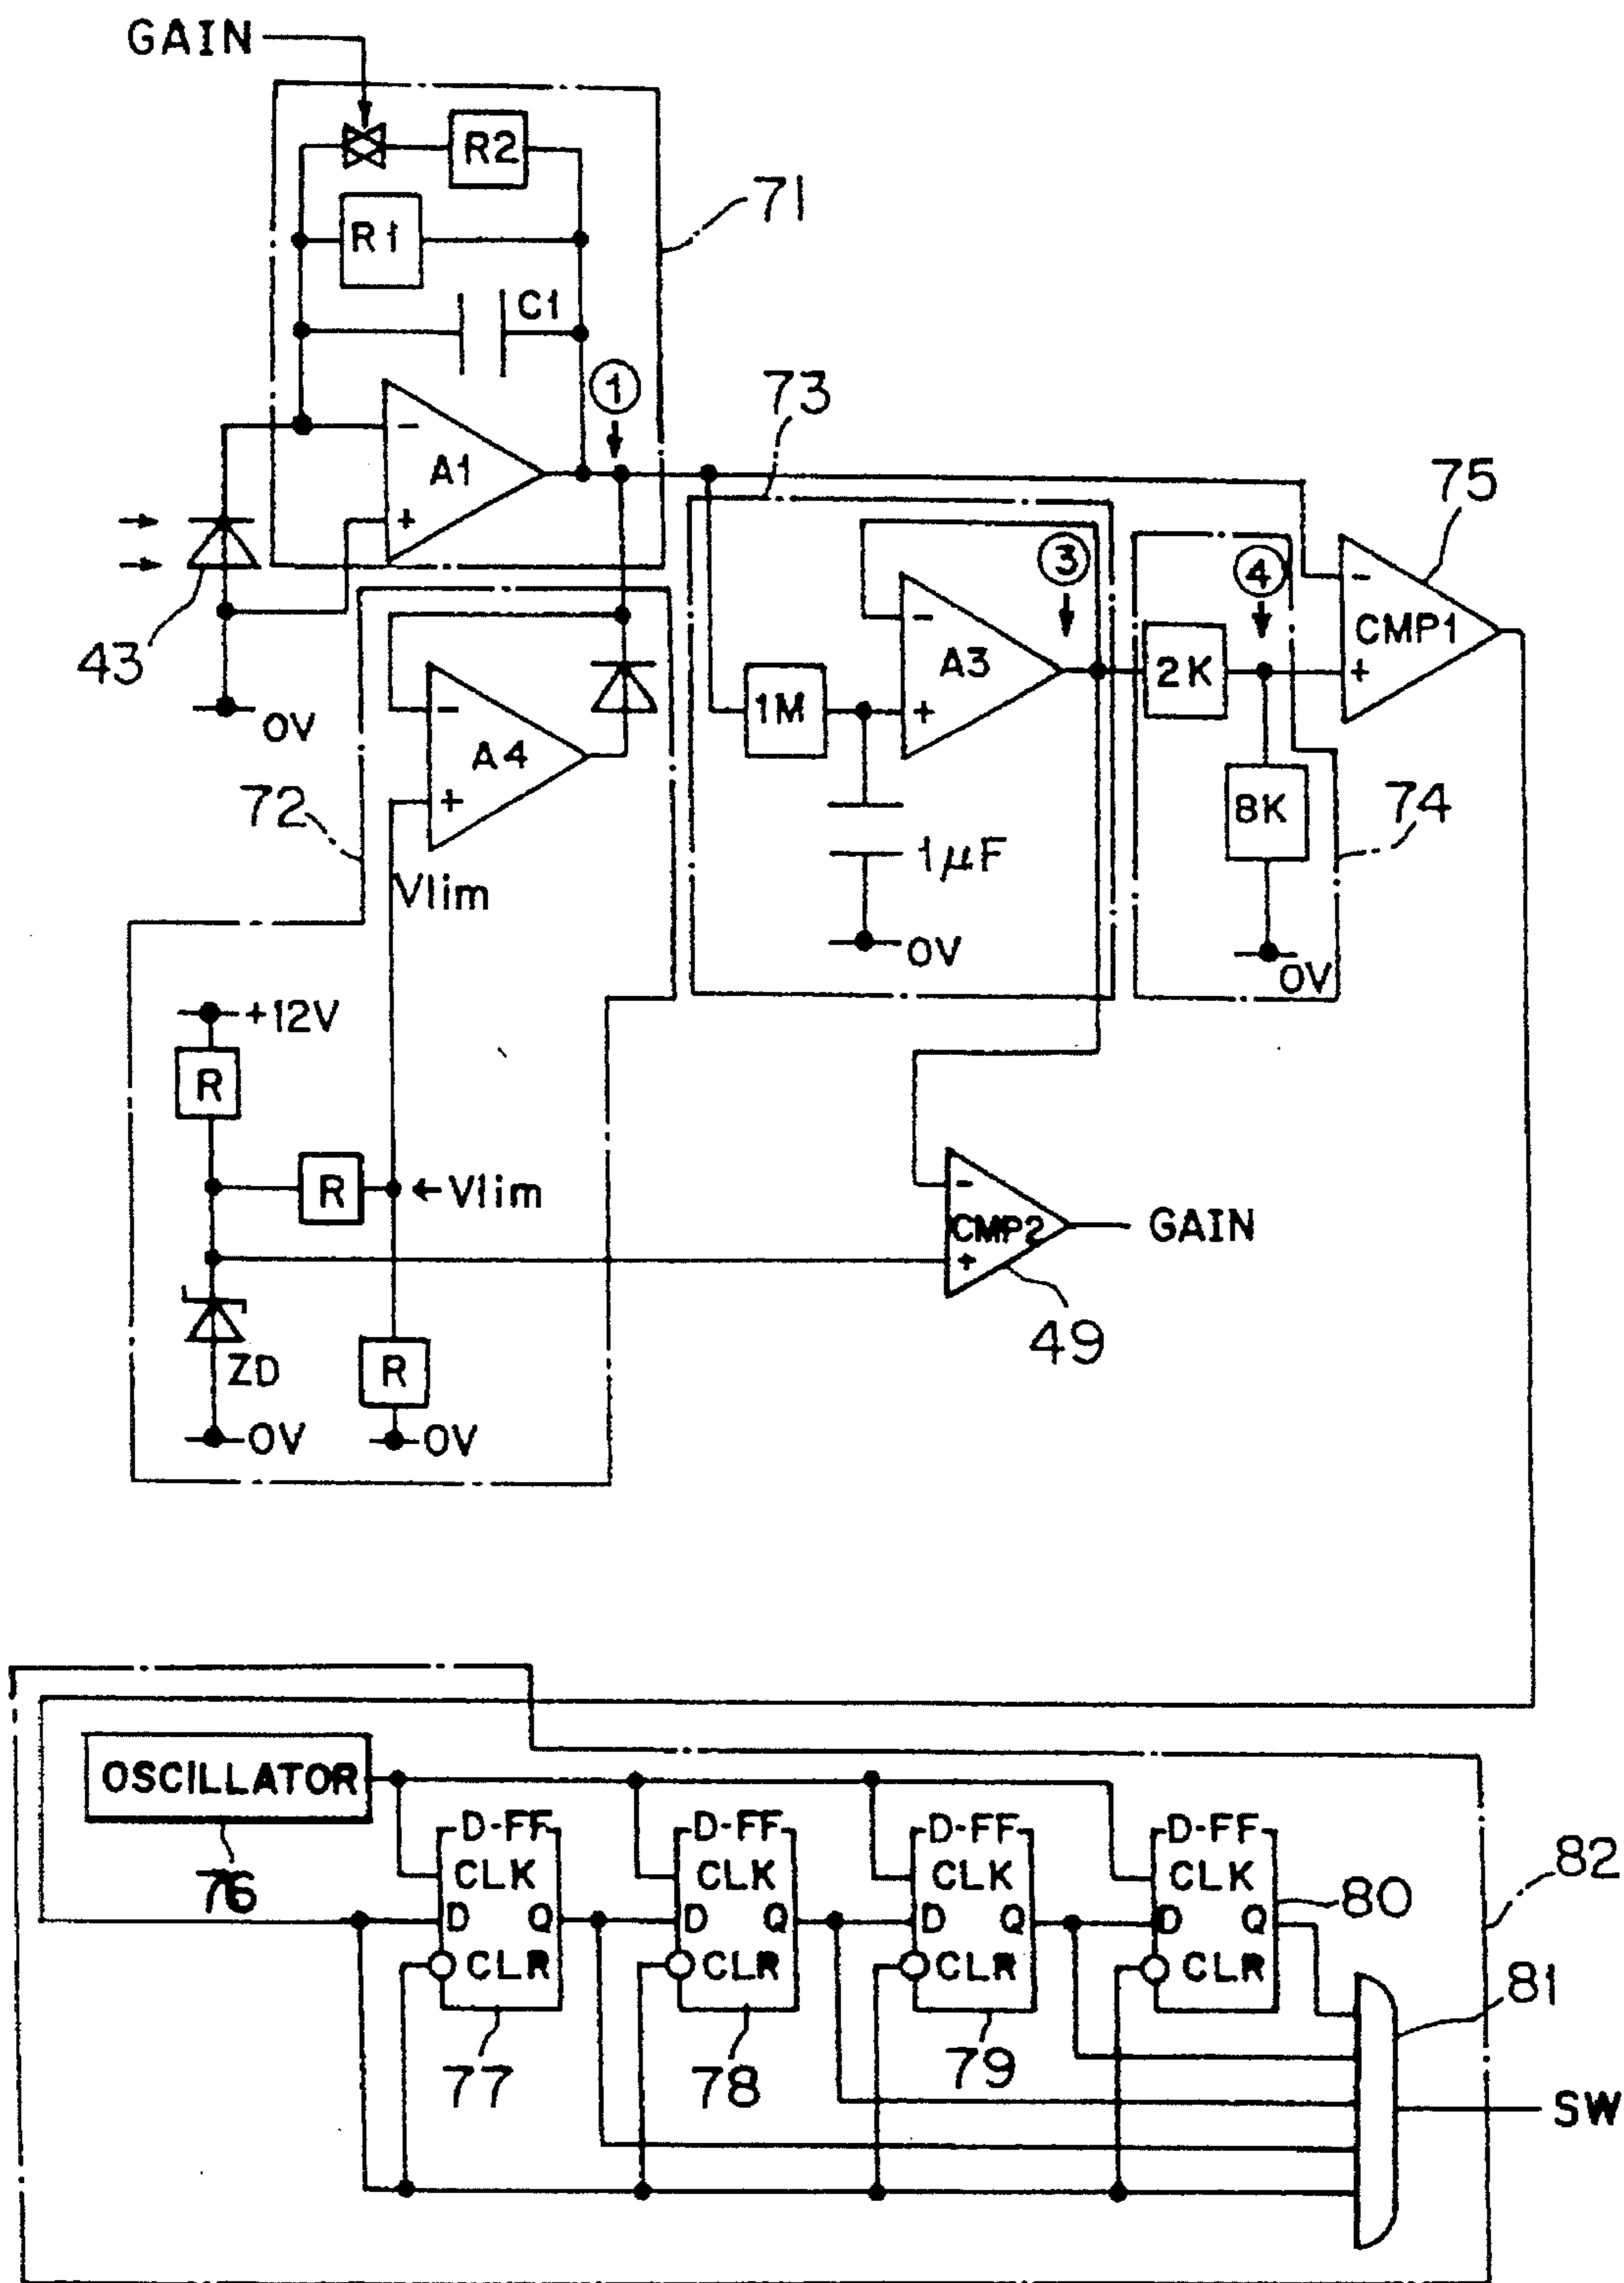 GAIN
R2
R1
C1
71
①
A1
-
+
43
0V
73
③
④
75
-
CMP1
+
-
A3
+
1M
2K
8K
1μF
0V
0V
74
72
-
A4
+
Vlim
+12V
R
R
←Vlim
ZD
R
0V
0V
-
CMP2
+
GAIN
49
OSCILLATOR
76
D-FF
CLK
D Q
CLR
77
D-FF
CLK
D Q
CLR
78
D-FF
CLK
D Q
CLR
79
D-FF
CLK
D Q
CLR
80
82
81
SW